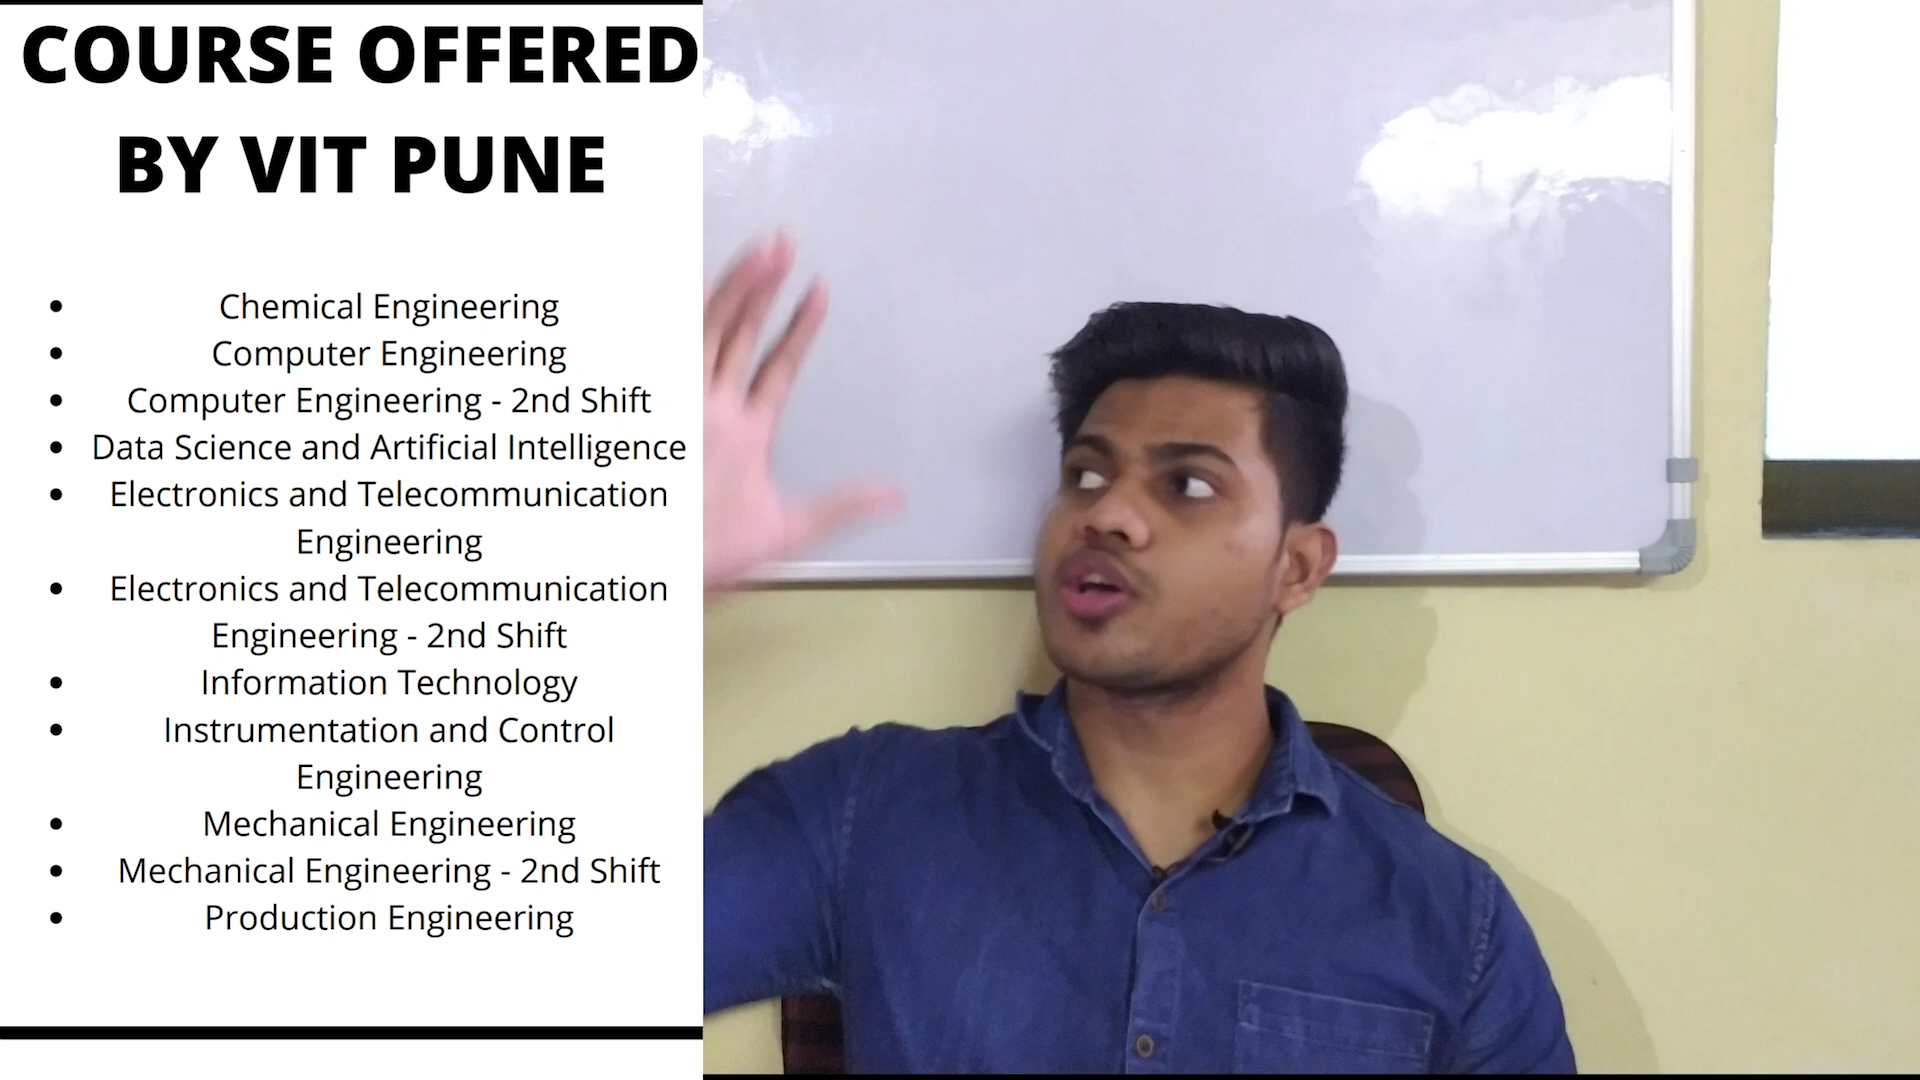 COURSE OFFERED
BY VIT PUNE
• Chemical Engineering
• Computer Engineering
• Computer Engineering - 2nd Shift
• Data Science and Artificial Intelligence
• Electronics and Telecommunication
Engineering
• Electronics and Telecommunication
Engineering - 2nd Shift
• Information Technology
• Instrumentation and Control
Engineering
• Mechanical Engineering
• Mechanical Engineering - 2nd Shift
• Production Engineering